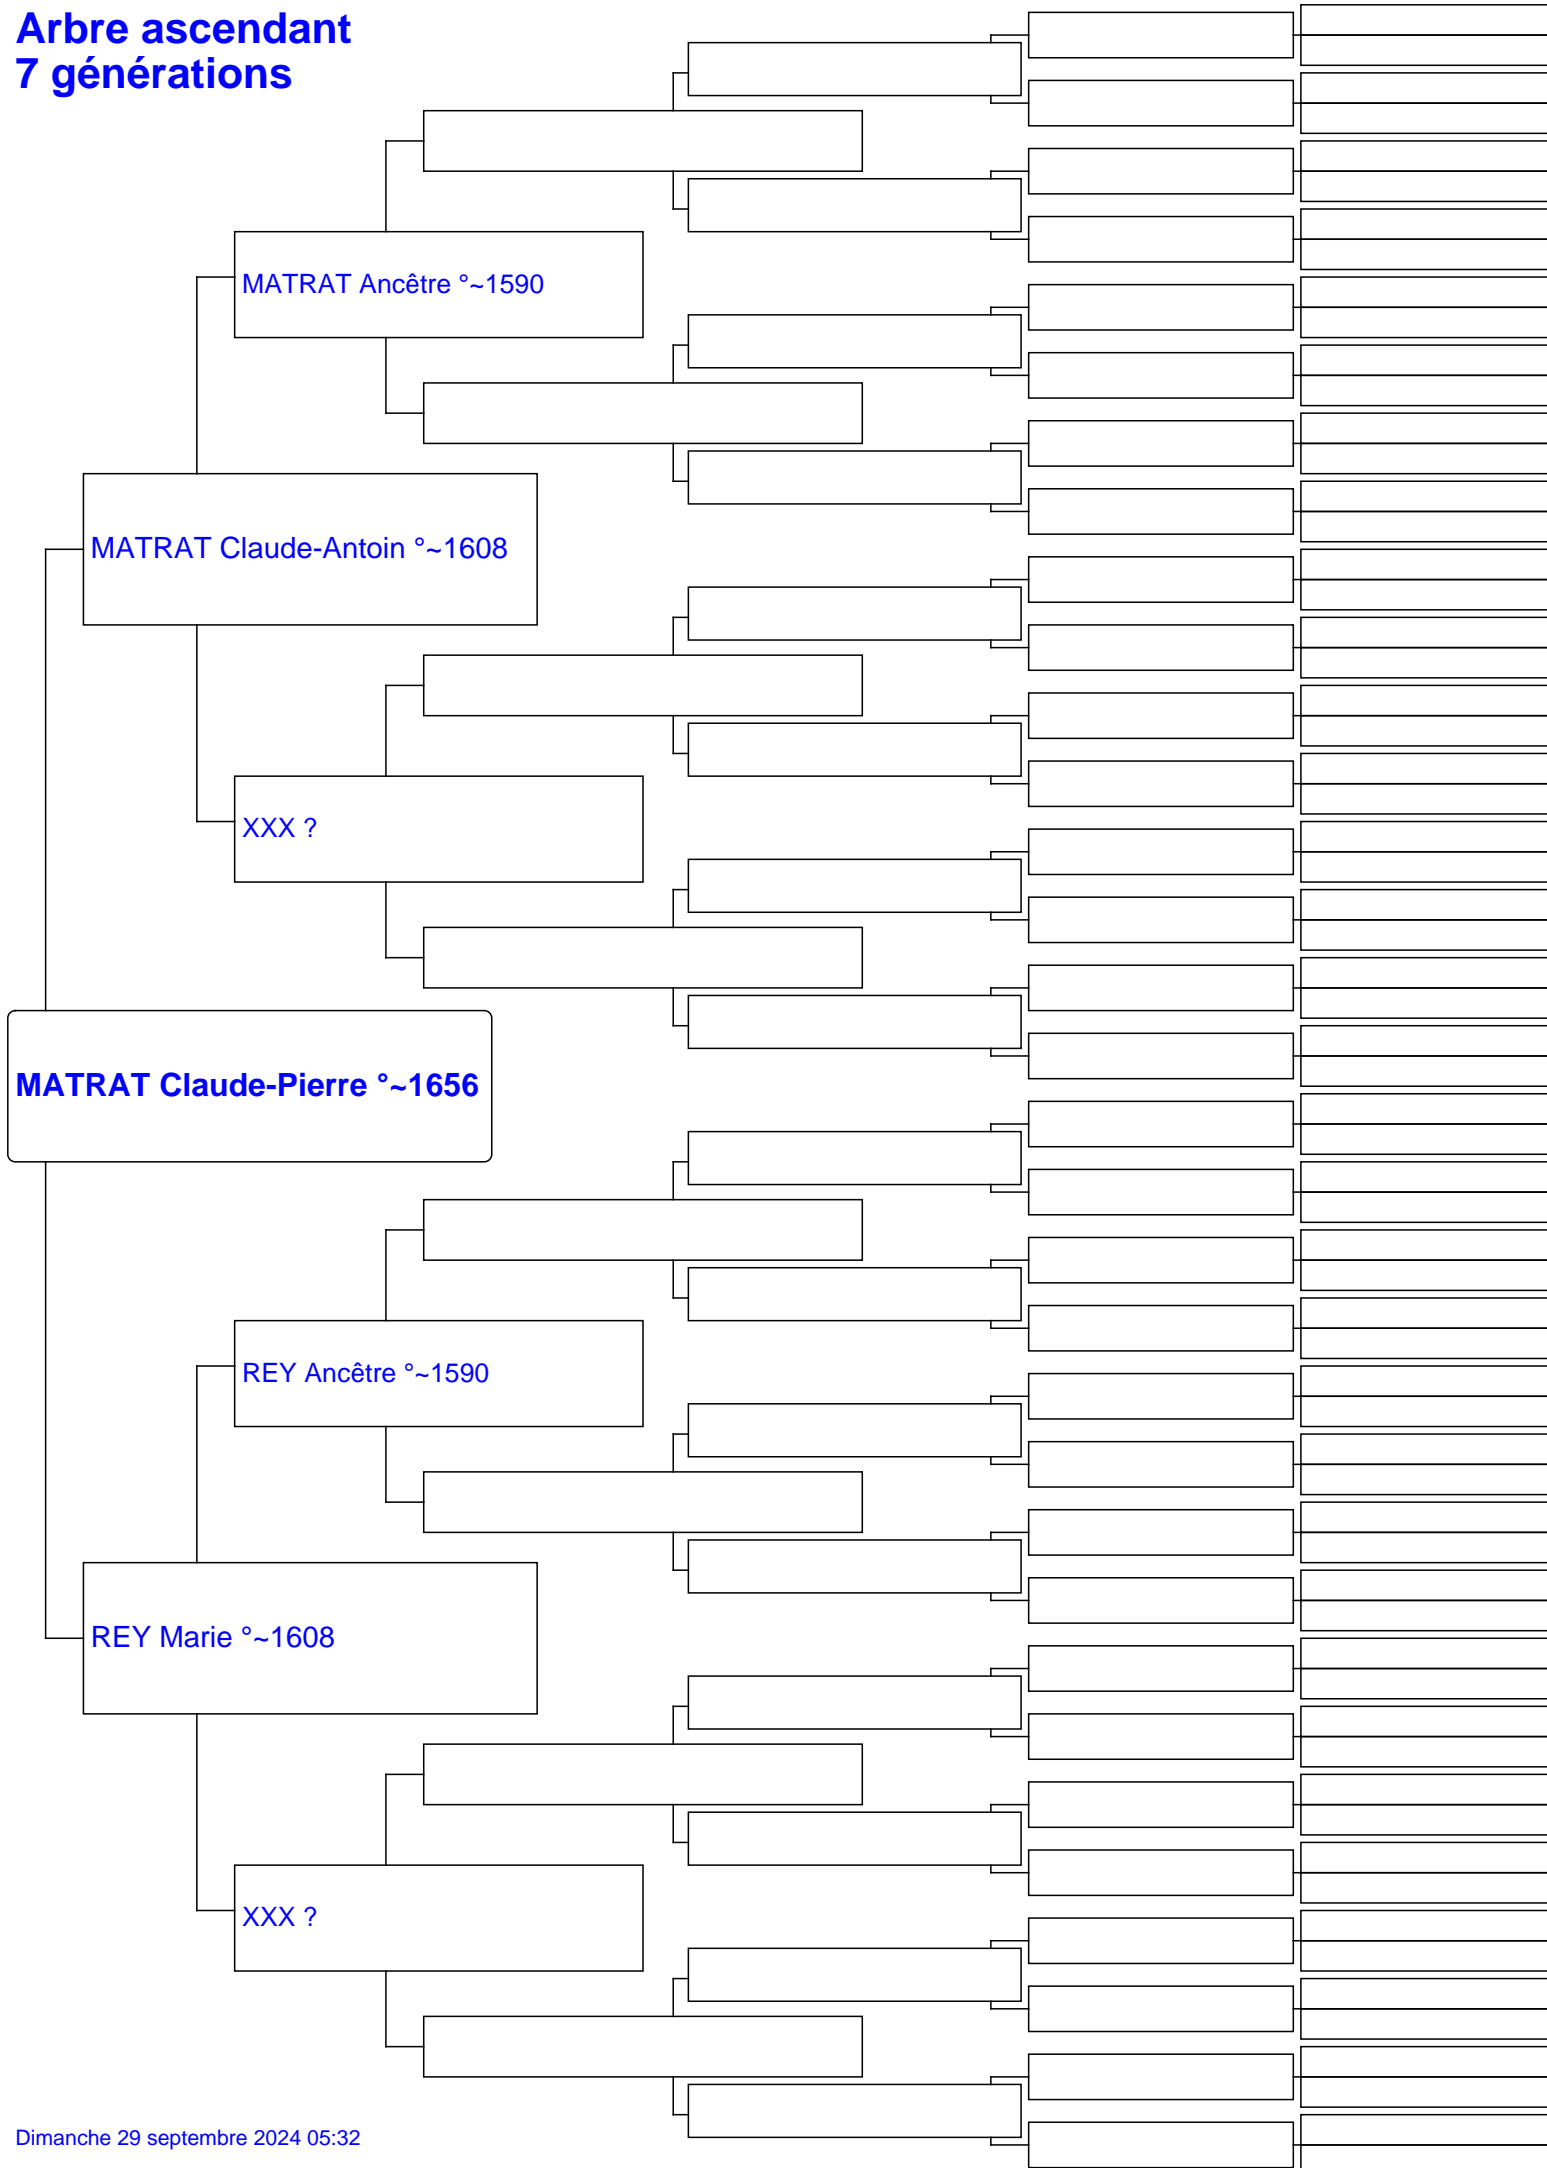 Arbre ascendant
7 générations
MATRAT Ancêtre °~1590
MATRAT Claude-Antoin °~1608
XXX ?
MATRAT Claude-Pierre °~1656
REY Ancêtre °~1590
REY Marie °~1608
XXX ?
Dimanche 29 septembre 2024 05:32